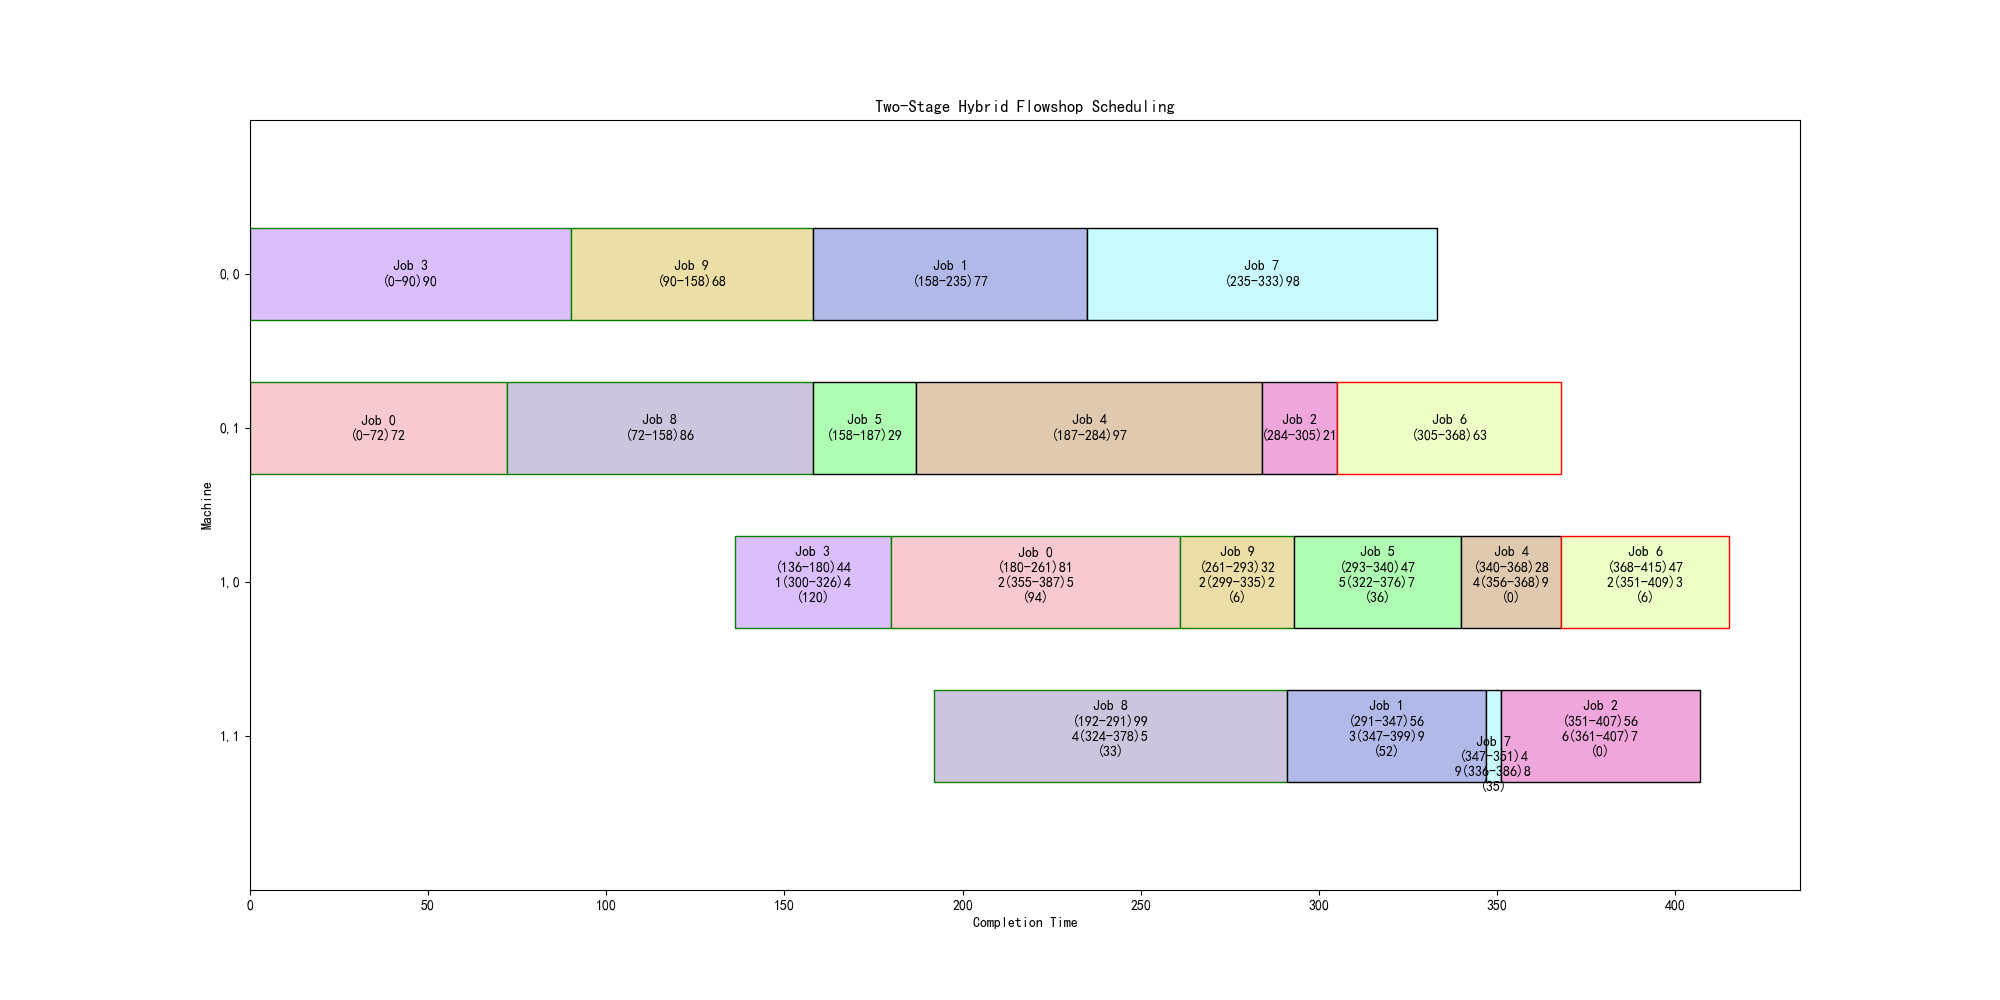 Two-Stage Hybrid Flowshop Scheduling
Machine
0,0
Job 3
(0-90)90
Job 9
(90-158)68
Job 1
(158-235)77
Job 7
(235-333)98
0,1
Job 0
(0-72)72
Job 8
(72-158)86
Job 5
(158-187)29
Job 4
(187-284)97
Job 2
(284-305)21
Job 6
(305-368)63
1,0
Job 3
(136-180)44
1(300-326)4
(120)
Job 0
(180-261)81
2(355-387)5
(94)
Job 9
(261-293)32
2(299-335)2
(6)
Job 5
(293-340)47
5(322-376)7
(36)
Job 4
(340-368)28
4(356-368)9
(0)
Job 6
(368-415)47
2(351-409)3
(6)
1,1
Job 8
(192-291)99
4(324-378)5
(33)
Job 1
(291-347)56
3(347-399)9
(52)
Job 7
(347-351)4
9(336-386)8
(35)
Job 2
(351-407)56
6(361-407)7
(0)
0
50
100
150
200
250
300
350
400
Completion Time